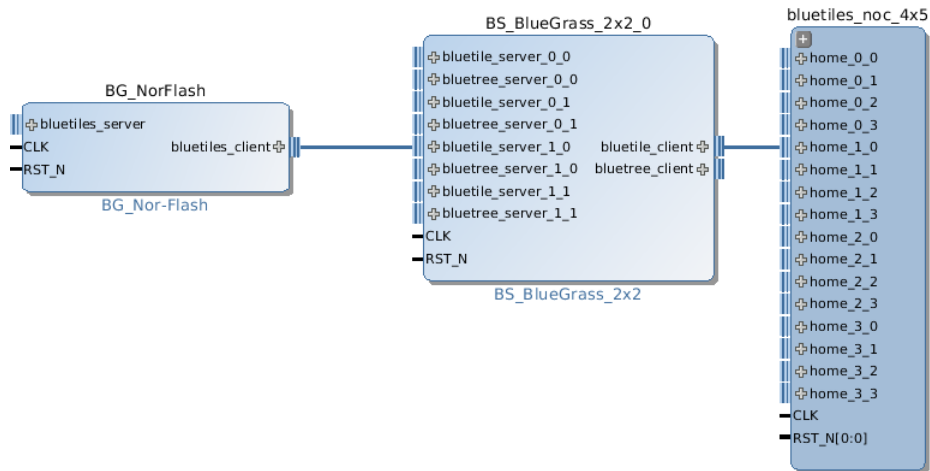 BG_NorFlash
bluetiles_server
CLK
RST_N
bluetiles_client
BG_Nor-Flash
BS_BlueGrass_2x2_0
bluetile_server_0_0
bluetree_server_0_0
bluetile_server_0_1
bluetree_server_0_1
bluetile_server_1_0
bluetree_server_1_0
bluetile_server_1_1
bluetree_server_1_1
CLK
RST_N
bluetile_client
bluetree_client
BS_BlueGrass_2x2
bluetiles_noc_4x5
home_0_0
home_0_1
home_0_2
home_0_3
home_1_0
home_1_1
home_1_2
home_1_3
home_2_0
home_2_1
home_2_2
home_2_3
home_3_0
home_3_1
home_3_2
home_3_3
CLK
RST_N[0:0]